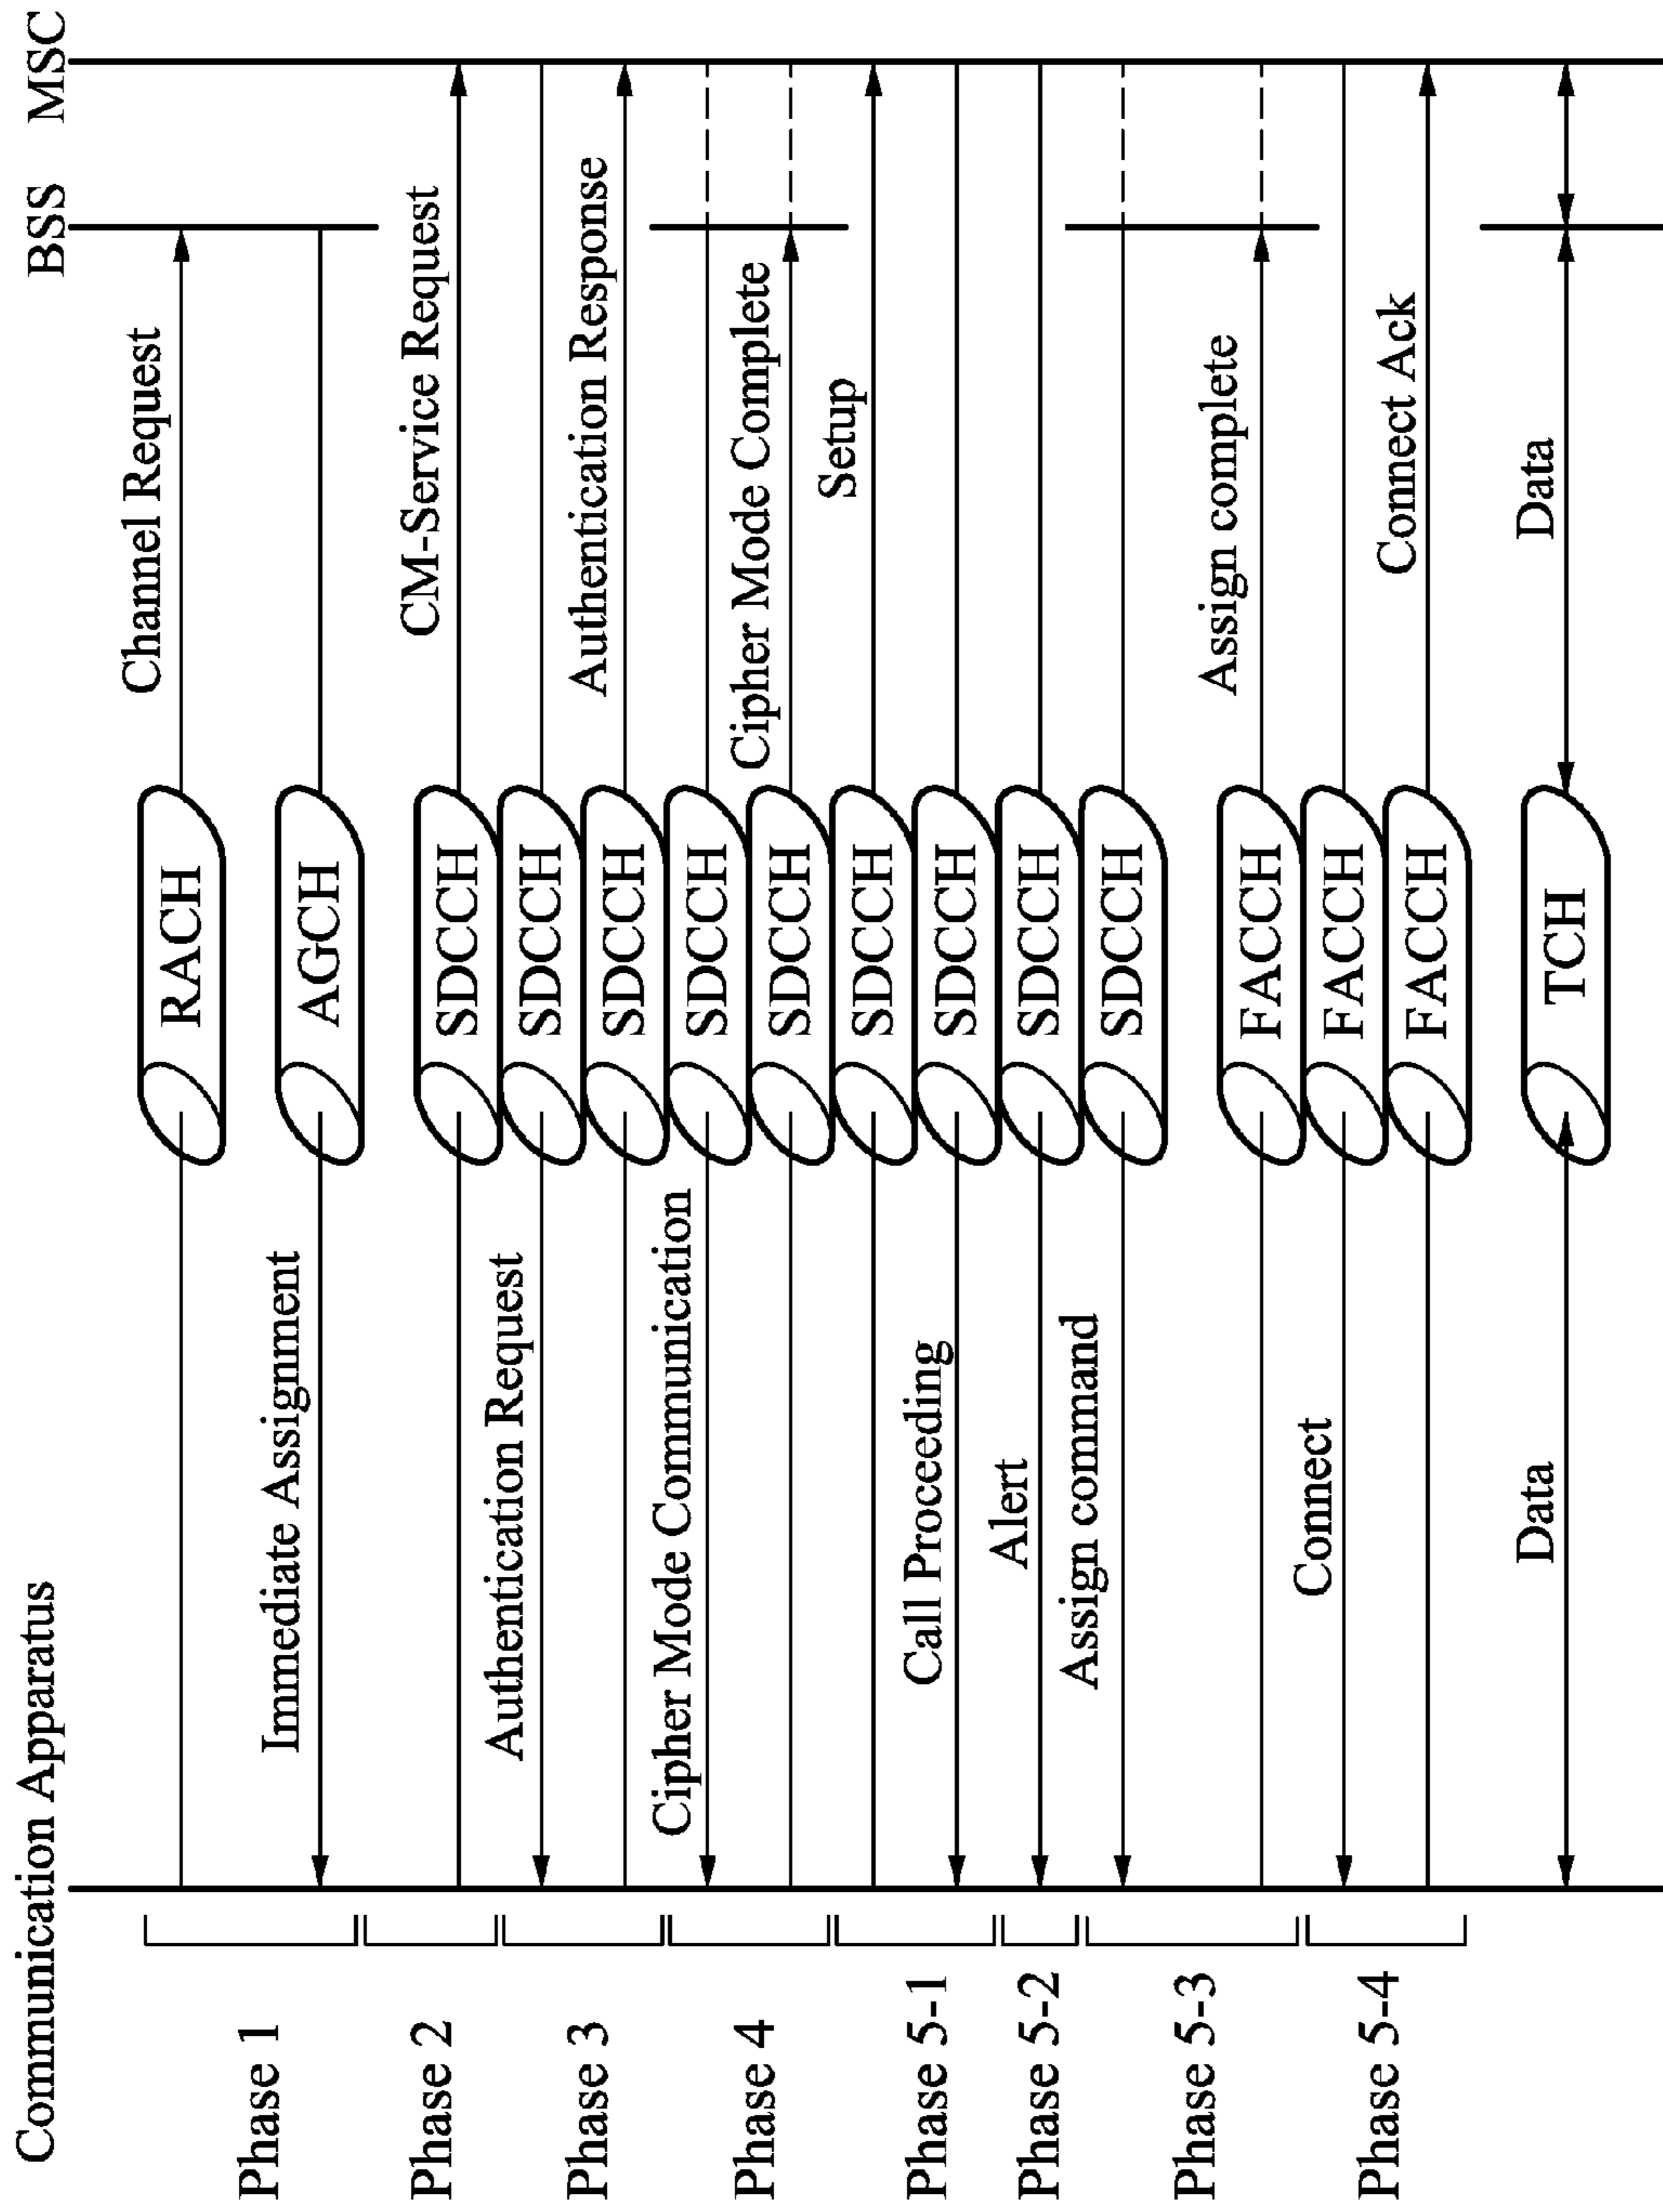 Communication Apparatus
BSS
MSC
Phase 1
RACH
Channel Request
Immediate Assignment
AGCH
Phase 2
SDCCH
CM-Service Request
Phase 3
Authentication Request
SDCCH
SDCCH
Authentication Response
Phase 4
Cipher Mode Communication
SDCCH
SDCCH
Cipher Mode Complete
Phase 5-1
SDCCH
Setup
Call Proceeding
SDCCH
Phase 5-2
Alert
SDCCH
Phase 5-3
Assign command
SDCCH
FACCH
Assign complete
Phase 5-4
Connect
FACCH
FACCH
Connect Ack
Data
TCH
Data